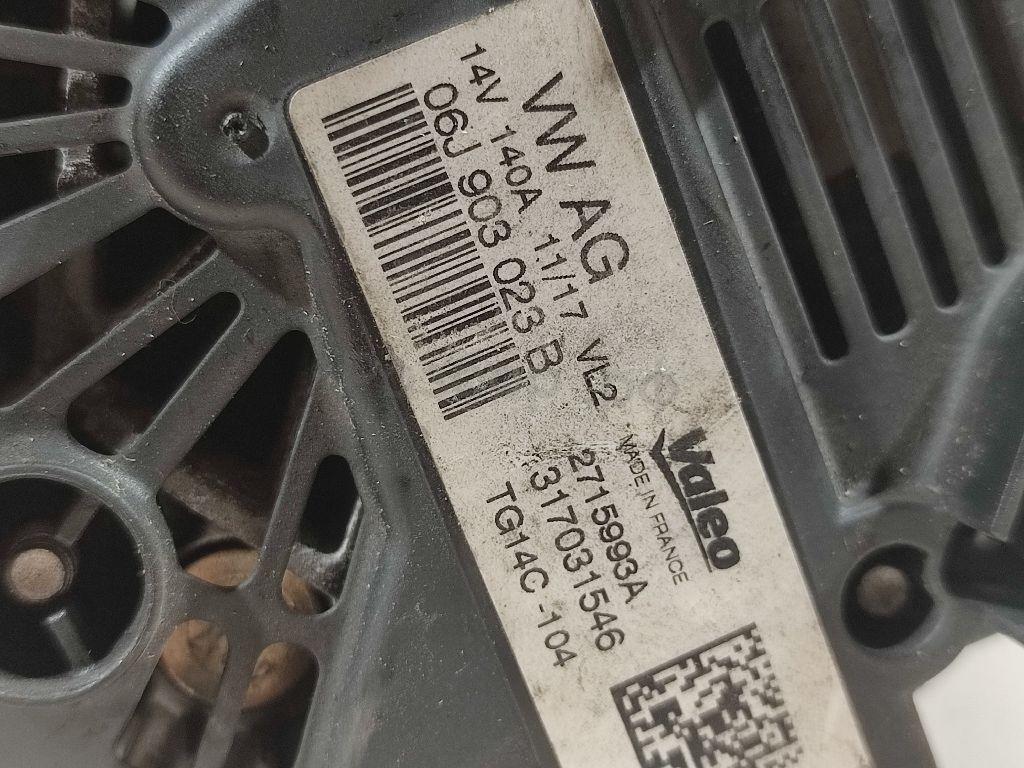 VW AG
14V 140A 11/17 VL2
06J 903 023 B
Valeo
MADE IN FRANCE
2715993A
317031546
TG14C-104